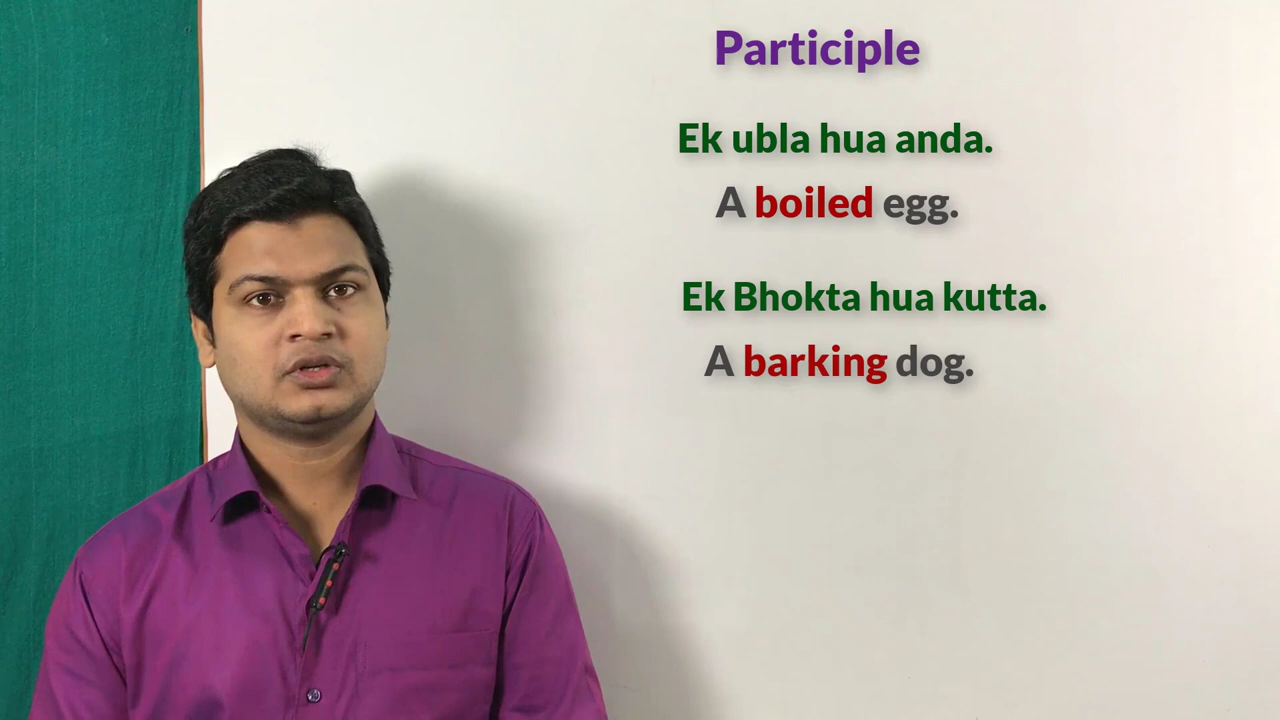 Participle
Ek ubla hua anda.
A boiled egg.
Ek Bhokta hua kutta.
A barking dog.